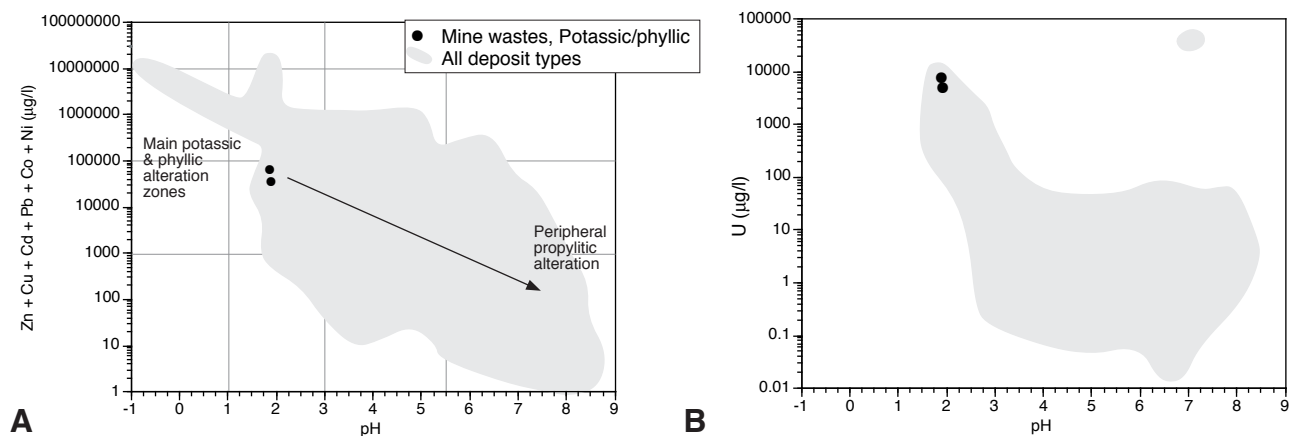 100000000
10000000
1000000
100000
10000
1000
100
10
1
Zn + Cu + Cd + Pb + Co + Ni (µg/l)
Mine wastes, Potassic/phyllic
All deposit types
Main potassic
& phyllic
alteration
zones
Peripheral
propylitic
alteration
-1 0 1 2 3 4 5 6 7 8 9
pH
A
100000
10000
1000
100
10
1
0.1
0.01
U (µg/l)
-1 0 1 2 3 4 5 6 7 8 9
pH
B